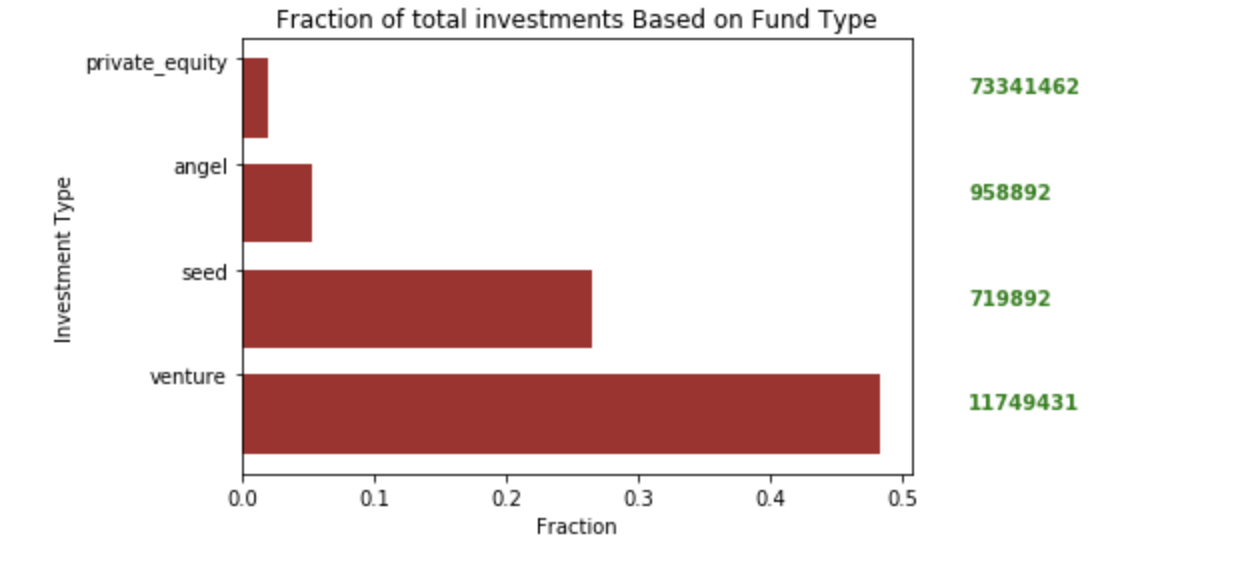 Fraction of total investments Based on Fund Type
private_equity
73341462
angel
958892
Investment Type
seed
719892
venture
11749431
0.0 0.1 0.2 0.3 0.4 0.5
Fraction